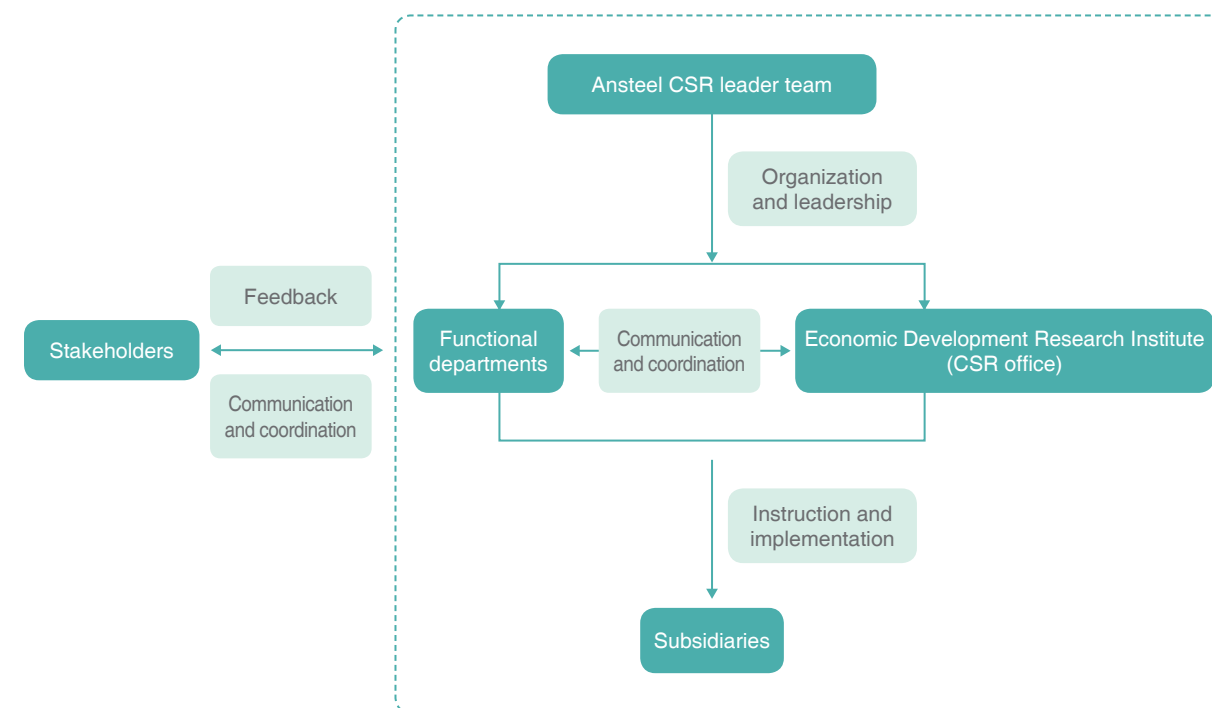 Ansteel CSR leader team
Organization
and leadership
Feedback
Stakeholders
Communication
and coordination
Functional
departments
Communication
and coordination
Economic Development Research Institute
(CSR office)
Instruction and
implementation
Subsidiaries